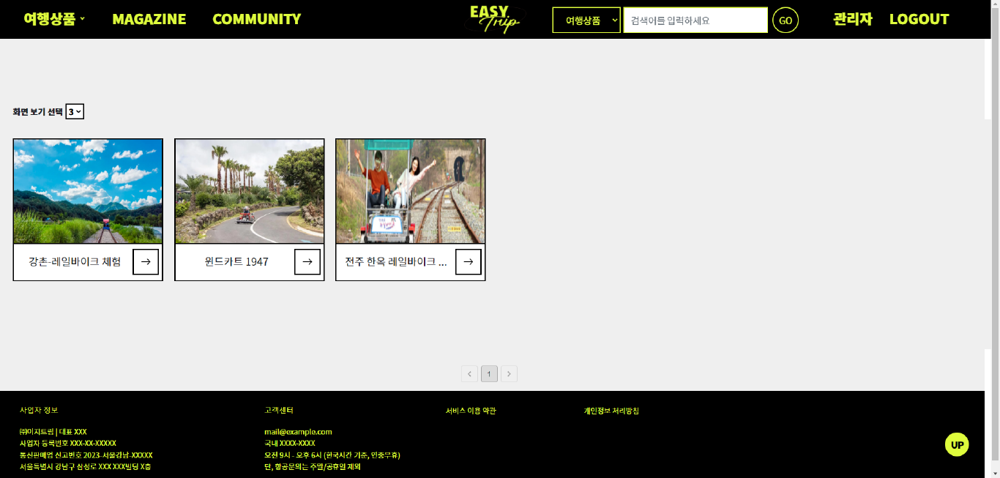 여행상품
MAGAZINE
COMMUNITY
EASY
Trip
여행상품
검색어를 입력하세요
GO
관리자
LOGOUT
화면 보기 선택 3
강촌-레일바이크 체험 →
윈드카트 1947 →
전주 한옥 레일바이크 ... →
1
사업자 정보
㈜이지트립 | 대표 XXX
사업자 등록번호 XXX-XX-XXXXX
통신판매업 신고번호 2023-서울강남-XXXXX
서울특별시 강남구 삼성로 XXX XXX빌딩 X층
고객센터
mail@example.com
국내 XXXX-XXXX
오전 9시 - 오후 6시 (한국시간 기준, 연중무휴)
단, 항공문의는 주말/공휴일 제외
서비스 이용 약관
개인정보 처리방침
UP